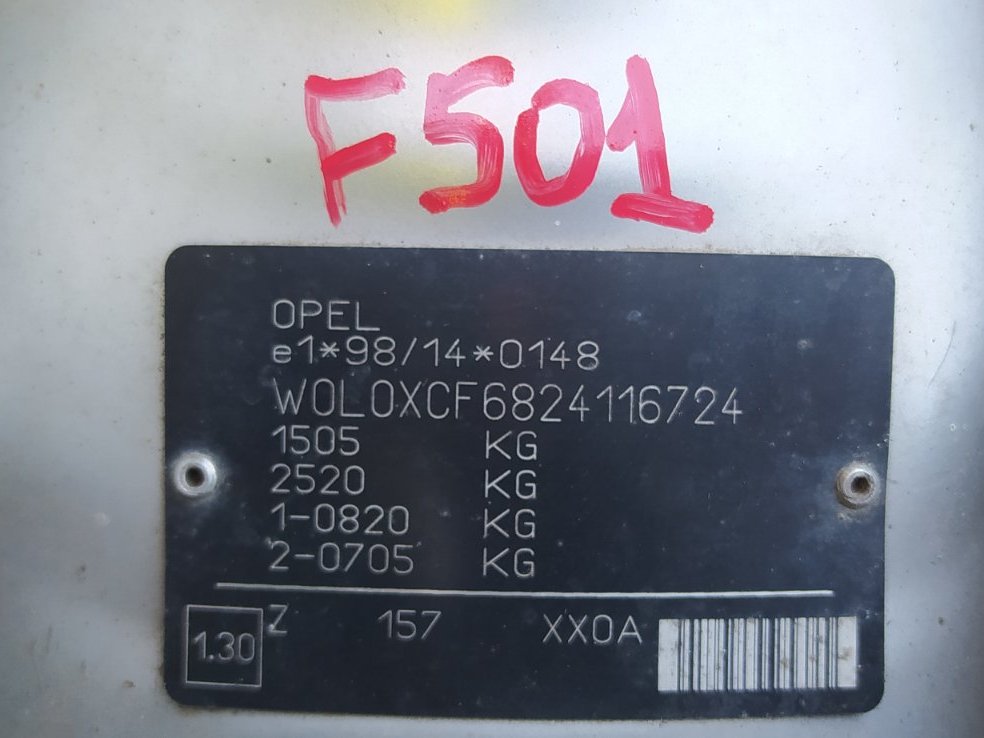 F501
OPEL
e1*98/14*0148
W0L0XCF6824116724
1505 KG
2520 KG
1-0820 KG
2-0705 KG
1.30 Z 157 XX0A